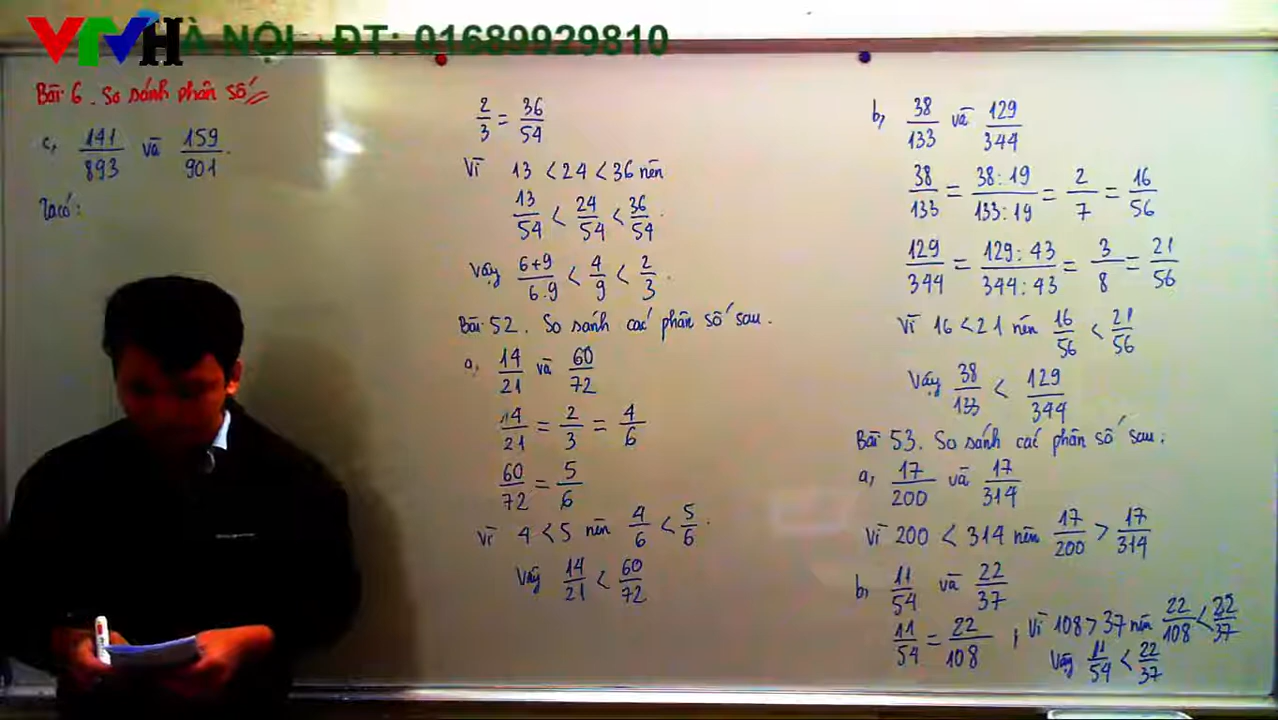 VTVH
HÀ NỘI - ĐT: 01689929810
Bài 6. So sánh phân số
c, 141/893 và 159/901.
Ta có:
2/3 = 36/54
Vì 13 < 24 < 36 nên
13/54 < 24/54 < 36/54.
Vậy (6+9)/(6.9) < 4/9 < 2/3.
Bài 52. So sánh các phân số sau.
a, 14/21 và 60/72
14/21 = 2/3 = 4/6
60/72 = 5/6
Vì 4 < 5 nên 4/6 < 5/6.
Vậy 14/21 < 60/72
b, 38/133 và 129/344
38/133 = (38:19)/(133:19) = 2/7 = 16/56
129/344 = (129:43)/(344:43) = 3/8 = 21/56
Vì 16 < 21 nên 16/56 < 21/56
Vậy 38/133 < 129/344
Bài 53. So sánh các phân số sau:
a, 17/200 và 17/314
Vì 200 < 314 nên 17/200 > 17/314
b, 11/54 và 22/37
11/54 = 22/108 ; Vì 108 > 37 nên 22/108 < 22/37
Vậy 11/54 < 22/37